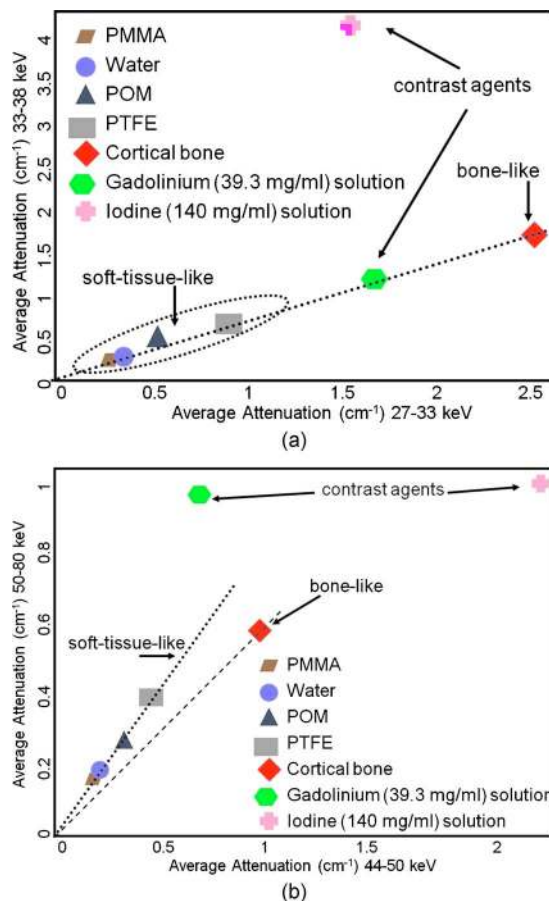 4
3.5
3
2.5
2
1.5
1
0.5
0
Average Attenuation (cm⁻¹) 33-38 keV
PMMA
Water
POM
PTFE
Cortical bone
Gadolinium (39.3 mg/ml) solution
Iodine (140 mg/ml) solution
contrast agents
bone-like
soft-tissue-like
0 0.5 1 1.5 2 2.5
Average Attenuation (cm⁻¹) 27-33 keV
(a)
1
0.8
0.6
0.4
0.2
0
Average Attenuation (cm⁻¹) 50-80 keV
contrast agents
bone-like
soft-tissue-like
PMMA
Water
POM
PTFE
Cortical bone
Gadolinium (39.3 mg/ml) solution
Iodine (140 mg/ml) solution
0 0.5 1 1.5 2
Average Attenuation (cm⁻¹) 44-50 keV
(b)